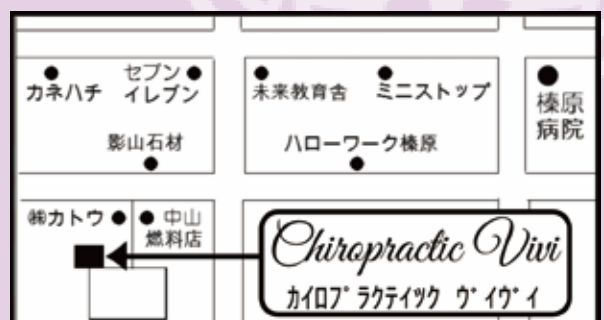 カネハチ
セブン
イレブン
未来教育舎
ミニストップ
榛原
病院
影山石材
ハローワーク榛原
㈱カトウ
中山
燃料店
Chiropractic Vivi
カイロプラクティック ヴィヴィ